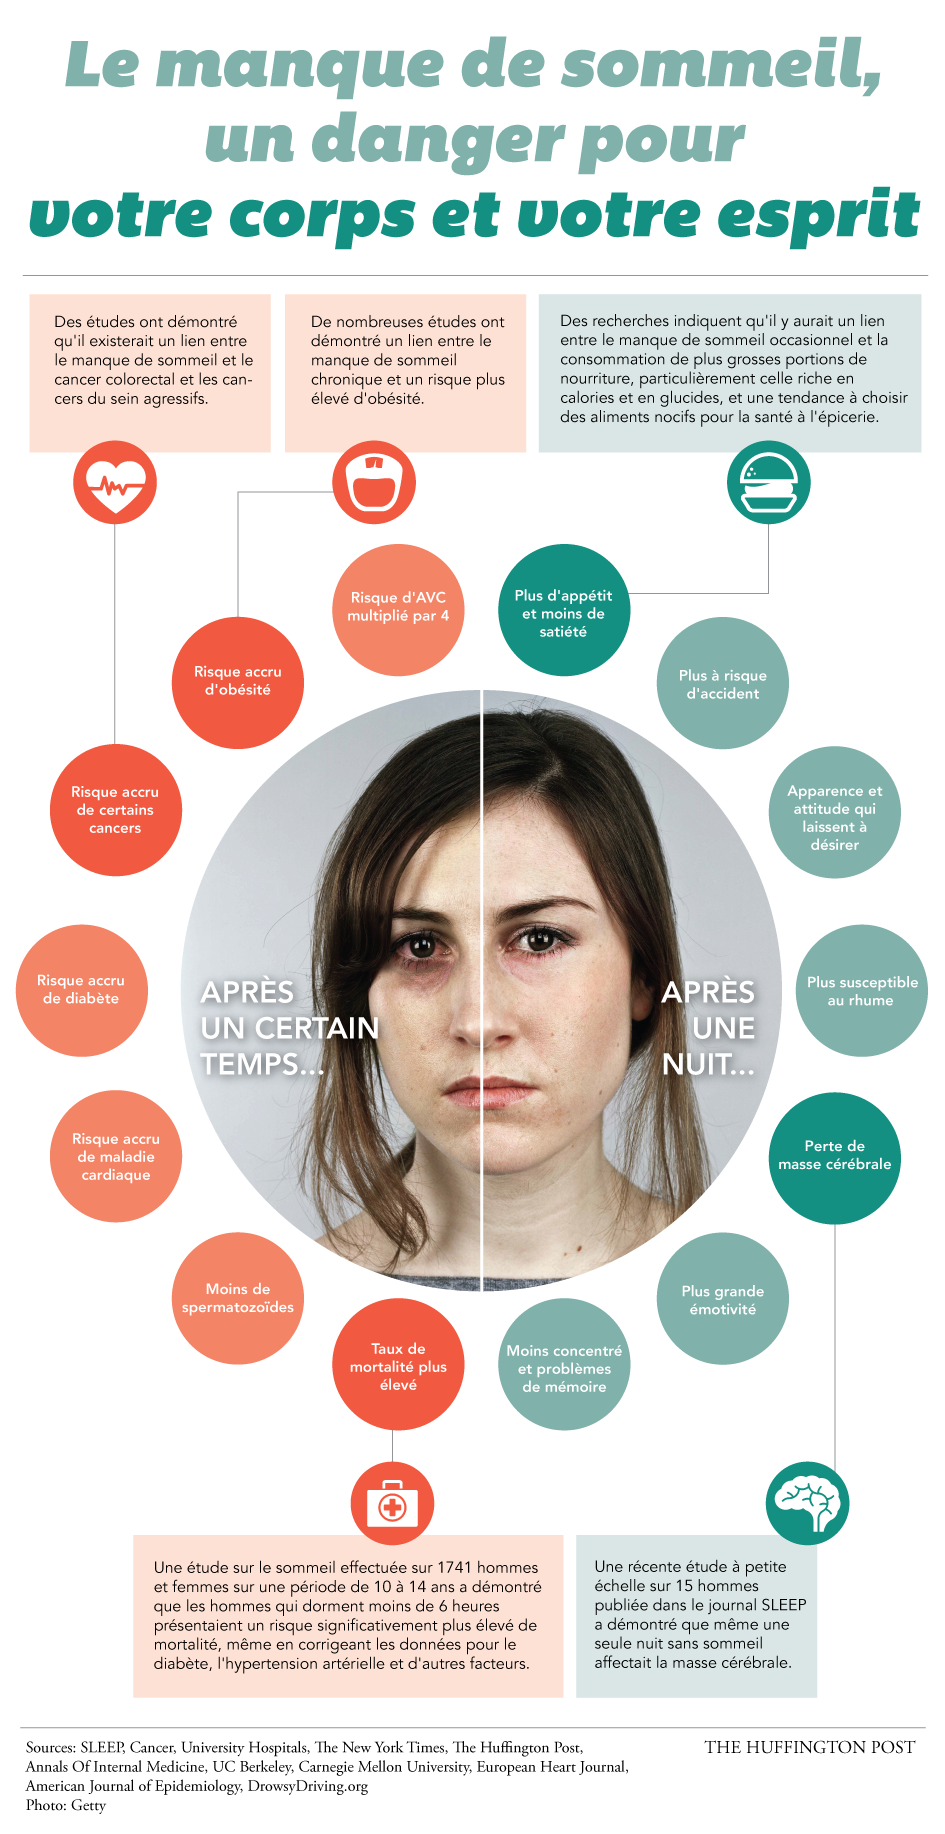 Le manque de sommeil,
un danger pour
votre corps et votre esprit
Des études ont démontré
qu'il existerait un lien entre
le manque de sommeil et le
cancer colorectal et les can-
cers du sein agressifs.
De nombreuses études ont
démontré un lien entre le
manque de sommeil
chronique et un risque plus
élevé d'obésité.
Des recherches indiquent qu'il y aurait un lien
entre le manque de sommeil occasionnel et la
consommation de plus grosses portions de
nourriture, particulièrement celle riche en
calories et en glucides, et une tendance à choisir
des aliments nocifs pour la santé à l'épicerie.
Risque d'AVC
multiplié par 4
Plus d'appétit
et moins de
satiété
Risque accru
d'obésité
Plus à risque
d'accident
Risque accru
de certains
cancers
Apparence et
attitude qui
laissent à
désirer
Risque accru
de diabète
APRÈS
UN CERTAIN
TEMPS...
APRÈS
UNE
NUIT...
Plus susceptible
au rhume
Risque accru
de maladie
cardiaque
Perte de
masse cérébrale
Moins de
spermatozoïdes
Plus grande
émotivité
Taux de
mortalité plus
élevé
Moins concentré
et problèmes
de mémoire
Une étude sur le sommeil effectuée sur 1741 hommes
et femmes sur une période de 10 à 14 ans a démontré
que les hommes qui dorment moins de 6 heures
présentaient un risque significativement plus élevé de
mortalité, même en corrigeant les données pour le
diabète, l'hypertension artérielle et d'autres facteurs.
Une récente étude à petite
échelle sur 15 hommes
publiée dans le journal SLEEP
a démontré que même une
seule nuit sans sommeil
affectait la masse cérébrale.
Sources: SLEEP, Cancer, University Hospitals, The New York Times, The Huffington Post,
Annals Of Internal Medicine, UC Berkeley, Carnegie Mellon University, European Heart Journal,
American Journal of Epidemiology, DrowsyDriving.org
Photo: Getty
THE HUFFINGTON POST